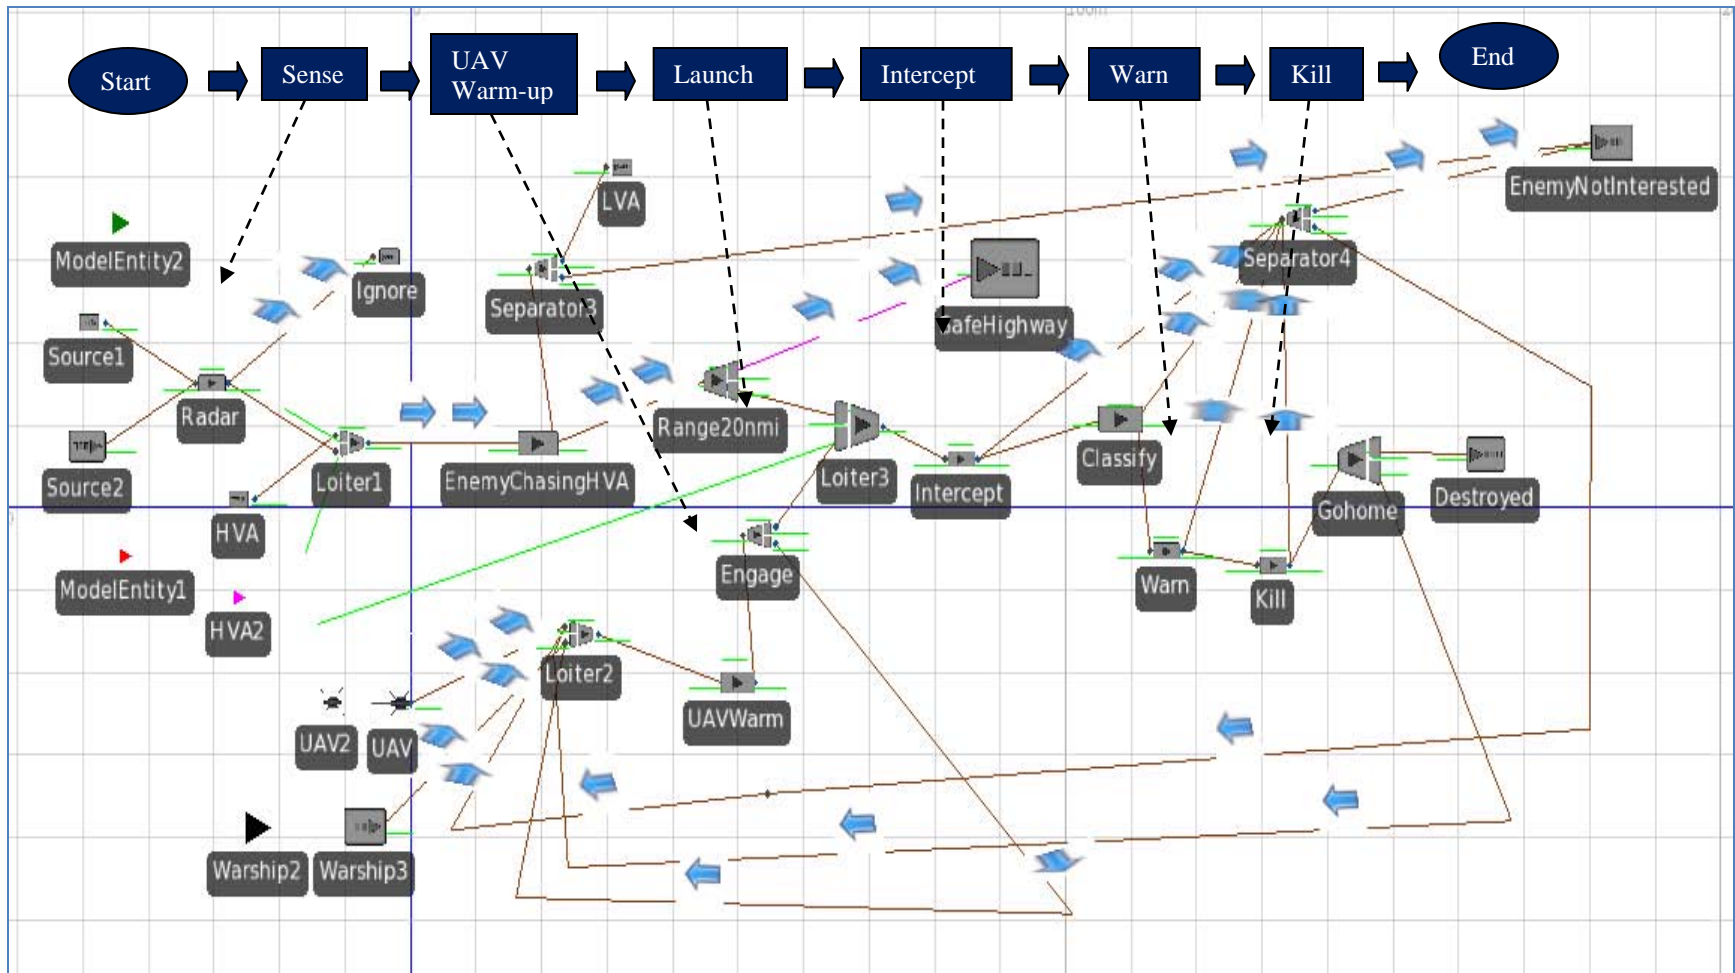 100m
Start
Sense
UAV
Warm-up
Launch
Intercept
Warn
Kill
End
LVA
EnemyNotInterested
ModelEntity2
Ignore
Separator3
Separator4
Source1
SafeHighway
Radar
Range20nmi
Source2
Loiter1
EnemyChasingHVA
Loiter3
Intercept
Classify
Gohome
Destroyed
HVA
ModelEntity1
HVA2
Engage
Warn
Kill
Loiter2
UAVWarm
UAV2
UAV
Warship2
Warship3